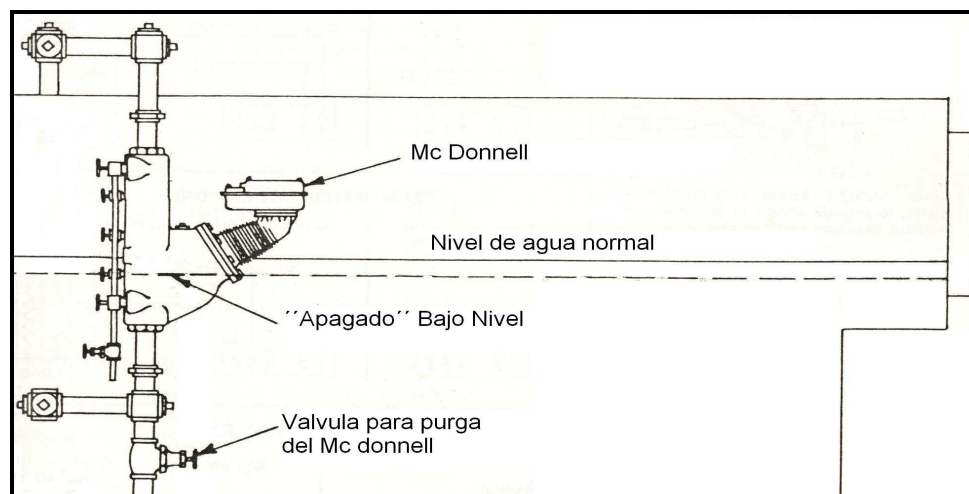 Mc Donnell
Nivel de agua normal
´´Apagado´´ Bajo Nivel
Valvula para purga
del Mc donnell